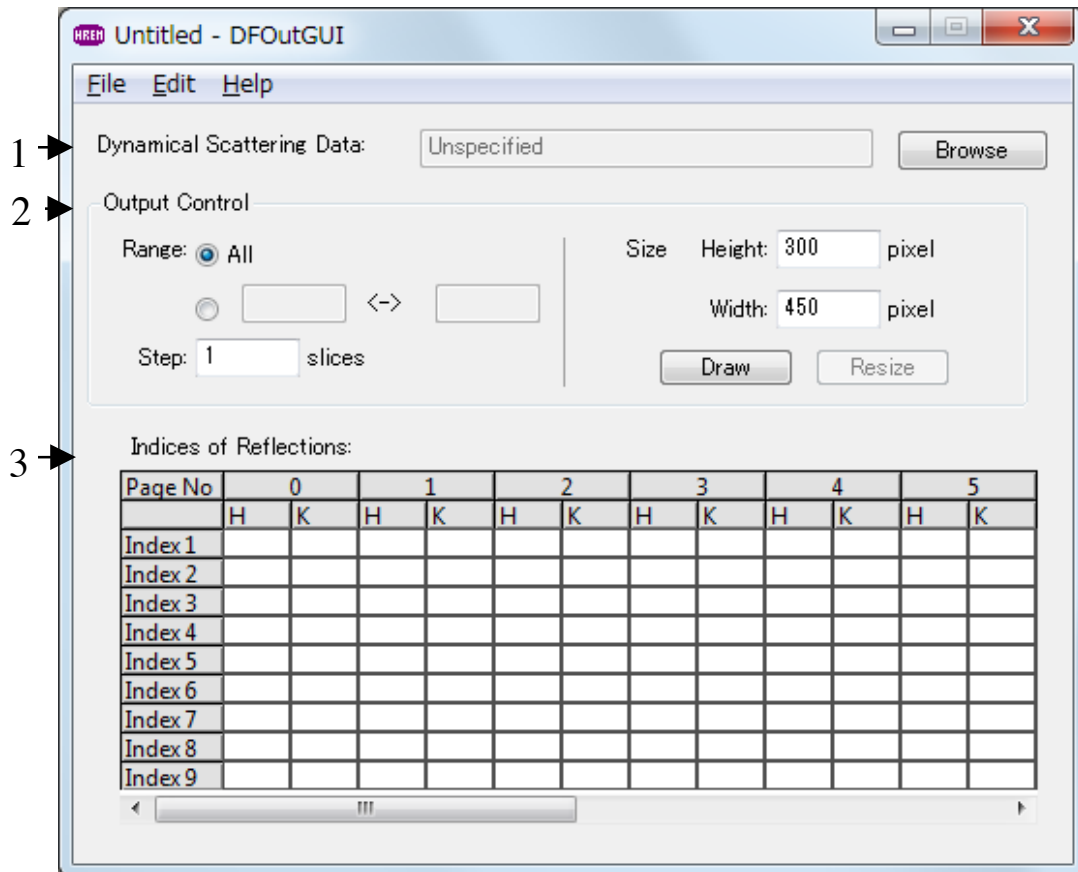 HREM Untitled - DFOutGUI
File Edit Help
1 Dynamical Scattering Data: Unspecified Browse
2 Output Control
Range: All Size Height: 300 pixel
<-> Width: 450 pixel
Step: 1 slices Draw Resize
3 Indices of Reflections:
Page No 0 1 2 3 4 5
H K H K H K H K H K H K
Index 1
Index 2
Index 3
Index 4
Index 5
Index 6
Index 7
Index 8
Index 9